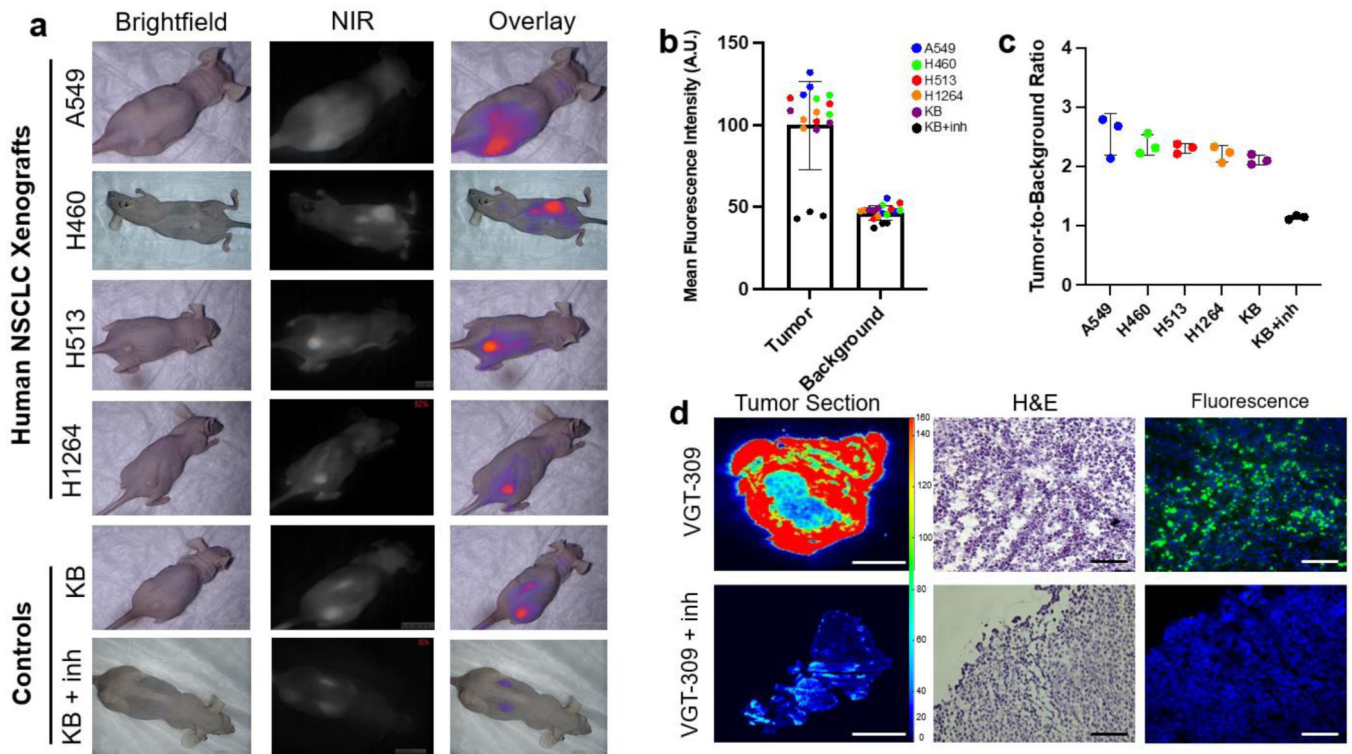 a
Brightfield
NIR
Overlay
Human NSCLC Xenografts
A549
H460
H513
H1264
52%
Controls
KB
KB + inh
b
Mean Fluorescence Intensity (A.U.)
150
100
50
0
Tumor
Background
A549
H460
H513
H1264
KB
KB+inh
c
Tumor-to-Background Ratio
4
3
2
1
0
A549
H460
H513
H1264
KB
KB+inh
d
Tumor Section
H&E
Fluorescence
VGT-309
VGT-309 + inh
160
140
120
100
80
60
40
20
0